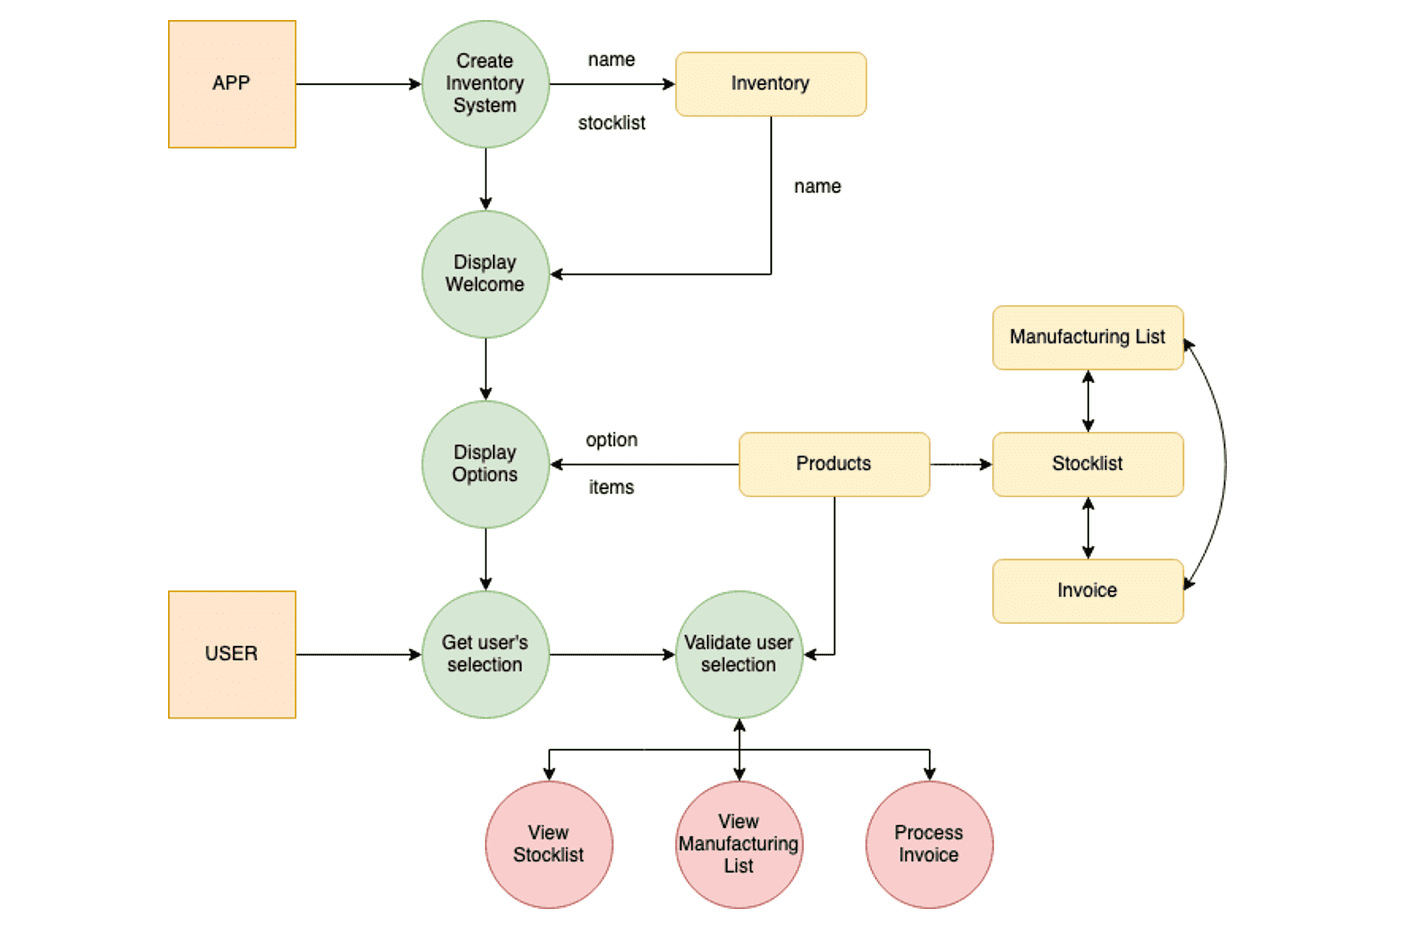 APP
Create
Inventory
System
name
stocklist
Inventory
name
Display
Welcome
Manufacturing List
Display
Options
option
items
Products
Stocklist
Invoice
USER
Get user's
selection
Validate user
selection
View
Stocklist
View
Manufacturing
List
Process
Invoice